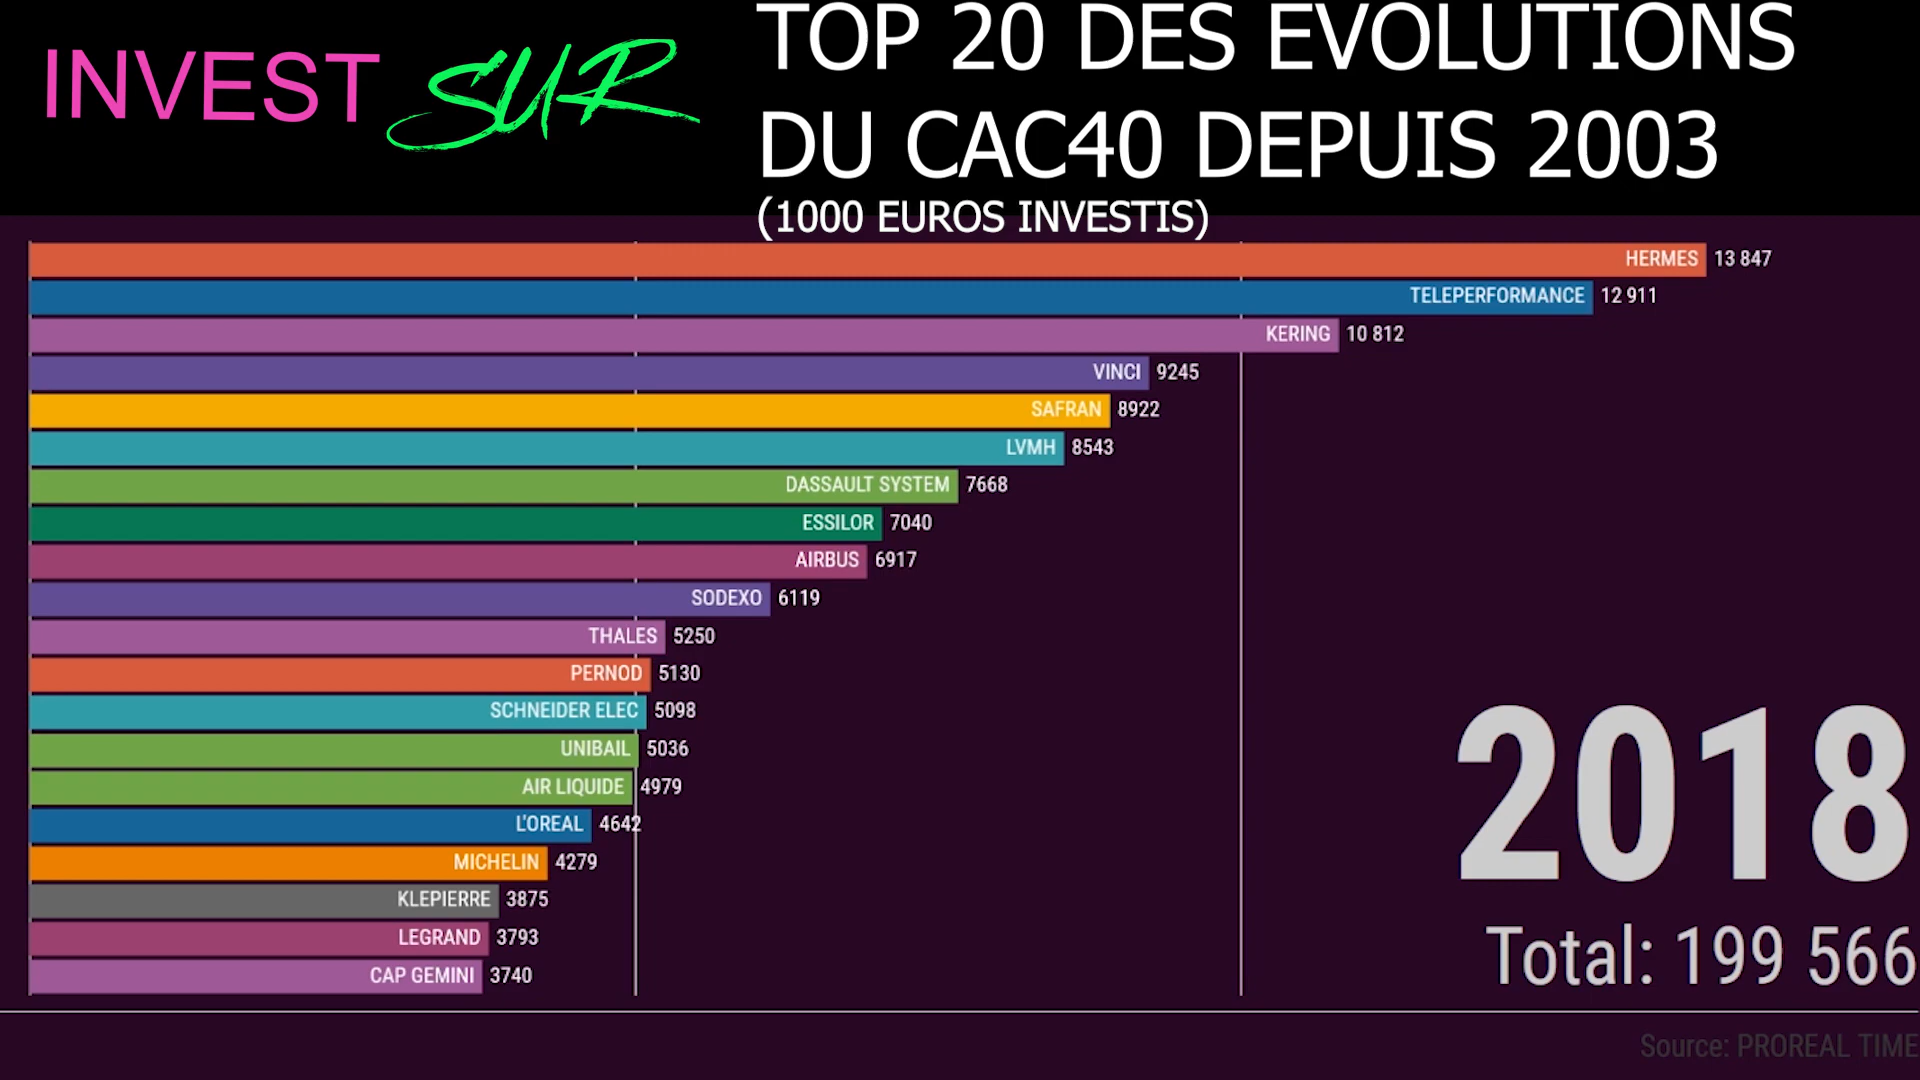 INVEST SUR
TOP 20 DES EVOLUTIONS
DU CAC40 DEPUIS 2003
(1000 EUROS INVESTIS)
HERMES 13 847
TELEPERFORMANCE 12 911
KERING 10 812
VINCI 9245
SAFRAN 8922
LVMH 8543
DASSAULT SYSTEM 7668
ESSILOR 7040
AIRBUS 6917
SODEXO 6119
THALES 5250
PERNOD 5130
SCHNEIDER ELEC 5098
UNIBAIL 5036
AIR LIQUIDE 4979
L'OREAL 4642
MICHELIN 4279
KLEPIERRE 3875
LEGRAND 3793
CAP GEMINI 3740
2018
Total: 199 566
Source: PROREAL TIME